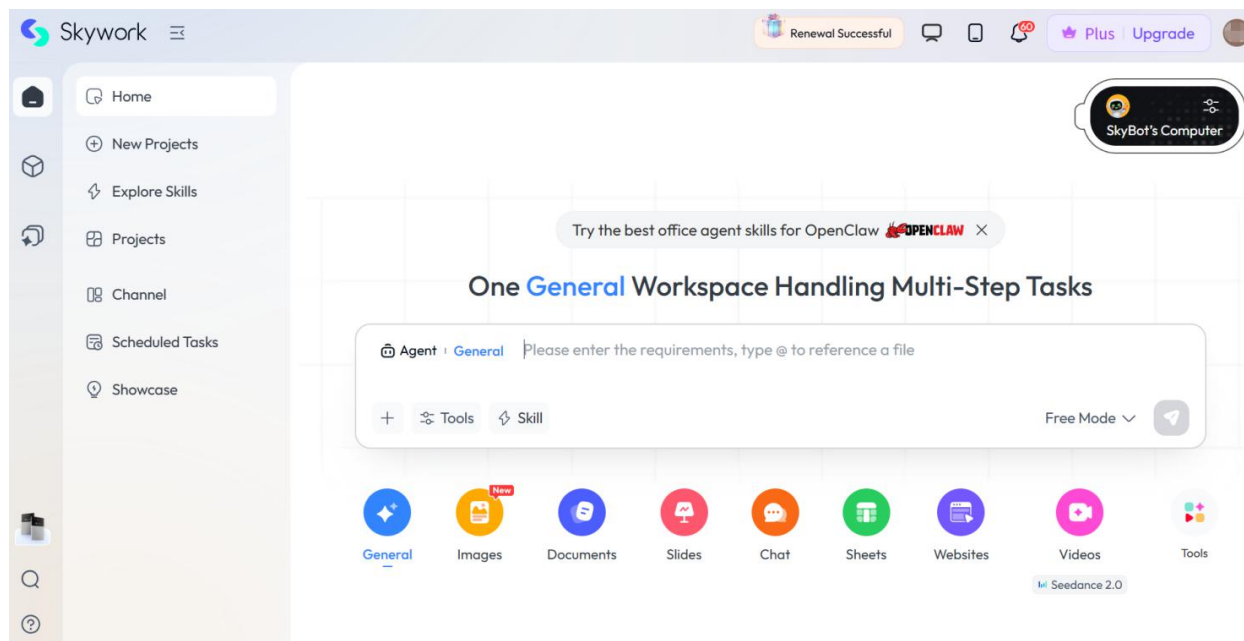 Skywork
Renewal Successful
60
Plus
Upgrade
Home
New Projects
Explore Skills
Projects
Channel
Scheduled Tasks
Showcase
SkyBot's Computer
Try the best office agent skills for OpenClaw OPENCLAW
One General Workspace Handling Multi-Step Tasks
Agent General Please enter the requirements, type @ to reference a file
+ Tools Skill Free Mode
New
General Images Documents Slides Chat Sheets Websites Videos Tools
Seedance 2.0